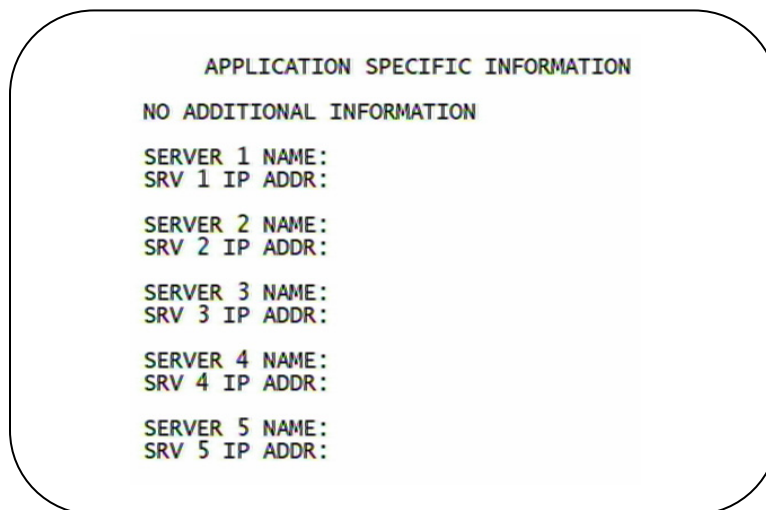 APPLICATION SPECIFIC INFORMATION
NO ADDITIONAL INFORMATION
SERVER 1 NAME:
SRV 1 IP ADDR:
SERVER 2 NAME:
SRV 2 IP ADDR:
SERVER 3 NAME:
SRV 3 IP ADDR:
SERVER 4 NAME:
SRV 4 IP ADDR:
SERVER 5 NAME:
SRV 5 IP ADDR: